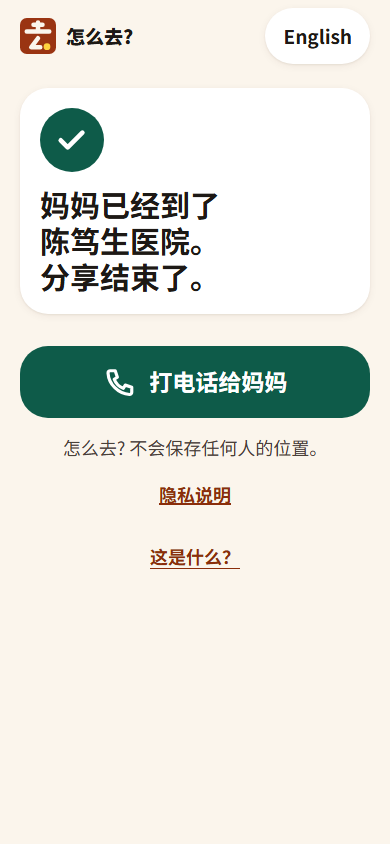 怎么去?
English
妈妈已经到了
陈笃生医院。
分享结束了。
打电话给妈妈
怎么去? 不会保存任何人的位置。
隐私说明
这是什么？